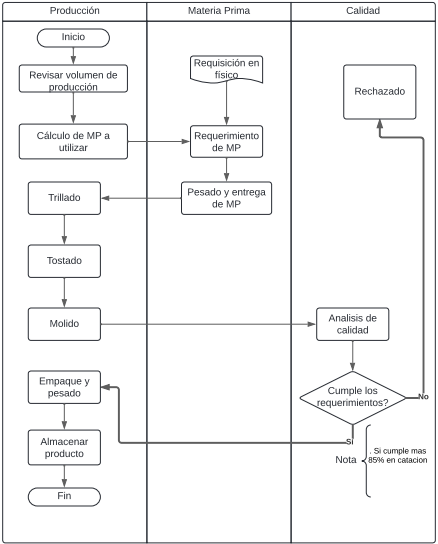 Producción
Materia Prima
Calidad
Inicio
Revisar volumen de
producción
Requisición en
físico
Rechazado
Cálculo de MP a
utilizar
Requerimiento
de MP
Trillado
Pesado y entrega
de MP
Tostado
Molido
Analisis de
calidad
Empaque y
pesado
Cumple los
requerimientos?
No
Almacenar
producto
Si
Nota
. Si cumple mas
85% en catacion
Fin